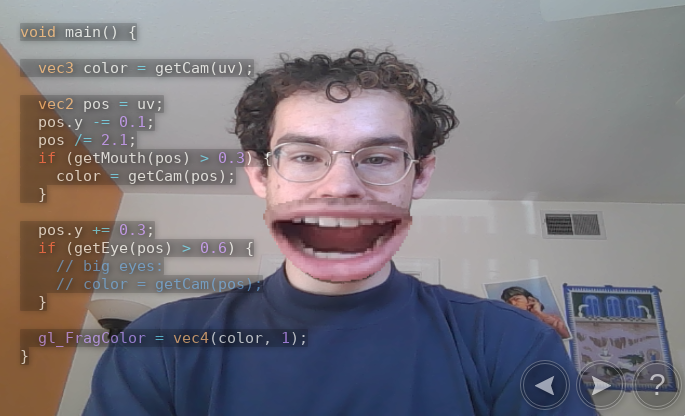 void main() {
vec3 color = getCam(uv);
vec2 pos = uv;
pos.y -= 0.1;
pos /= 2.1;
if (getMouth(pos) > 0.3) {
color = getCam(pos);
}
pos.y += 0.3;
if (getEye(pos) > 0.6) {
// big eyes:
// color = getCam(pos);
}
gl_FragColor = vec4(color, 1);
}
?